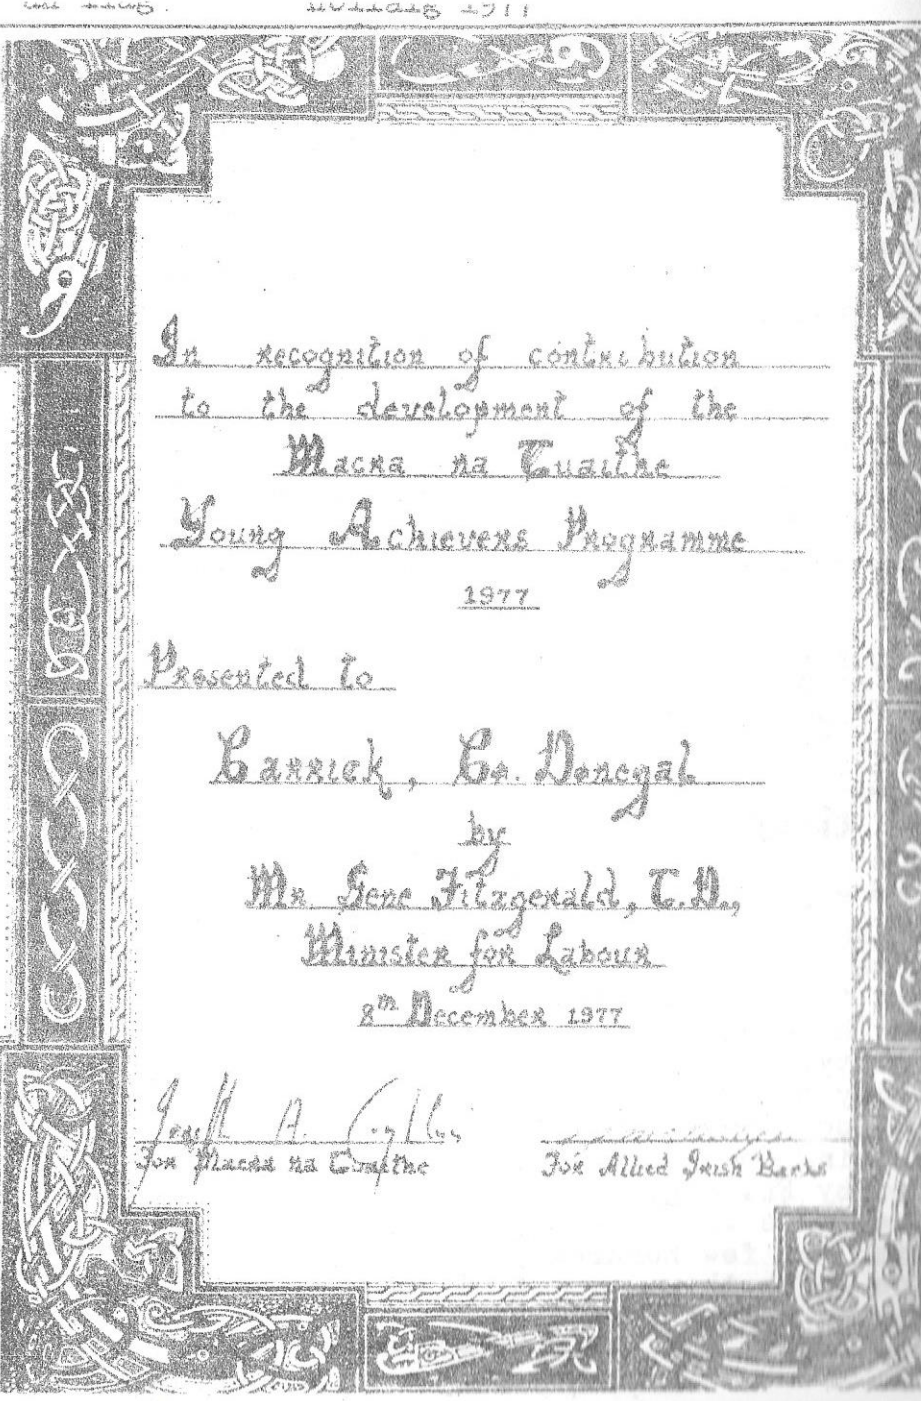 In recognition of contribution
to the development of the
Macra na Tuaithe
Young Achievers Programme
1977
Presented to
Carrick, Co. Donegal
by
Mr. Gene Fitzgerald, T.D.,
Minister for Labour
8th December 1977
For Macra na Tuaithe
For Allied Irish Banks